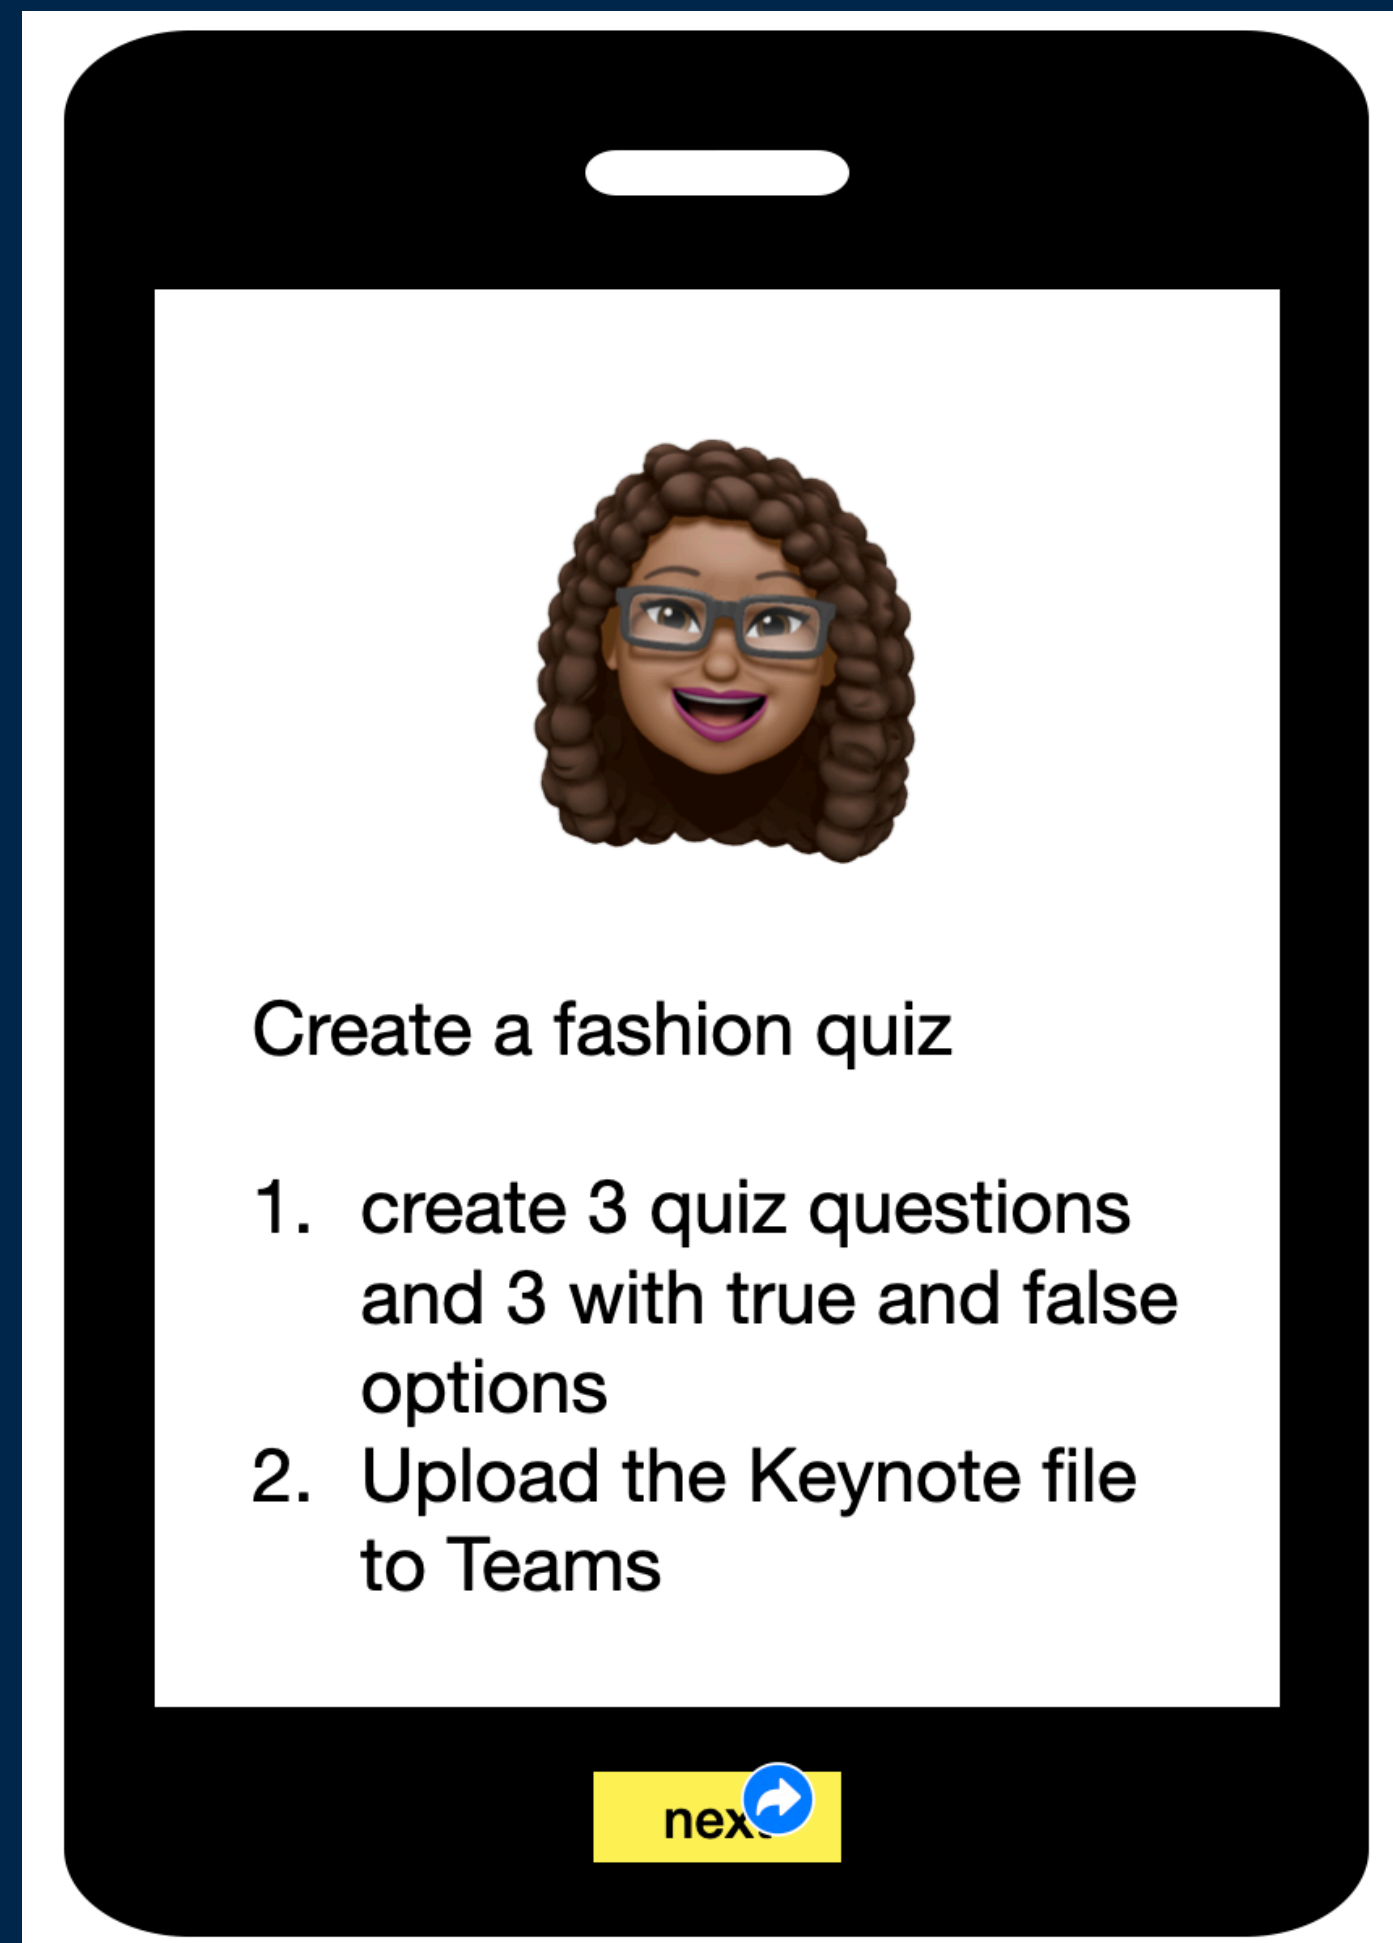 Create a fashion quiz
1. create 3 quiz questions
and 3 with true and false
options
2. Upload the Keynote file
to Teams
next